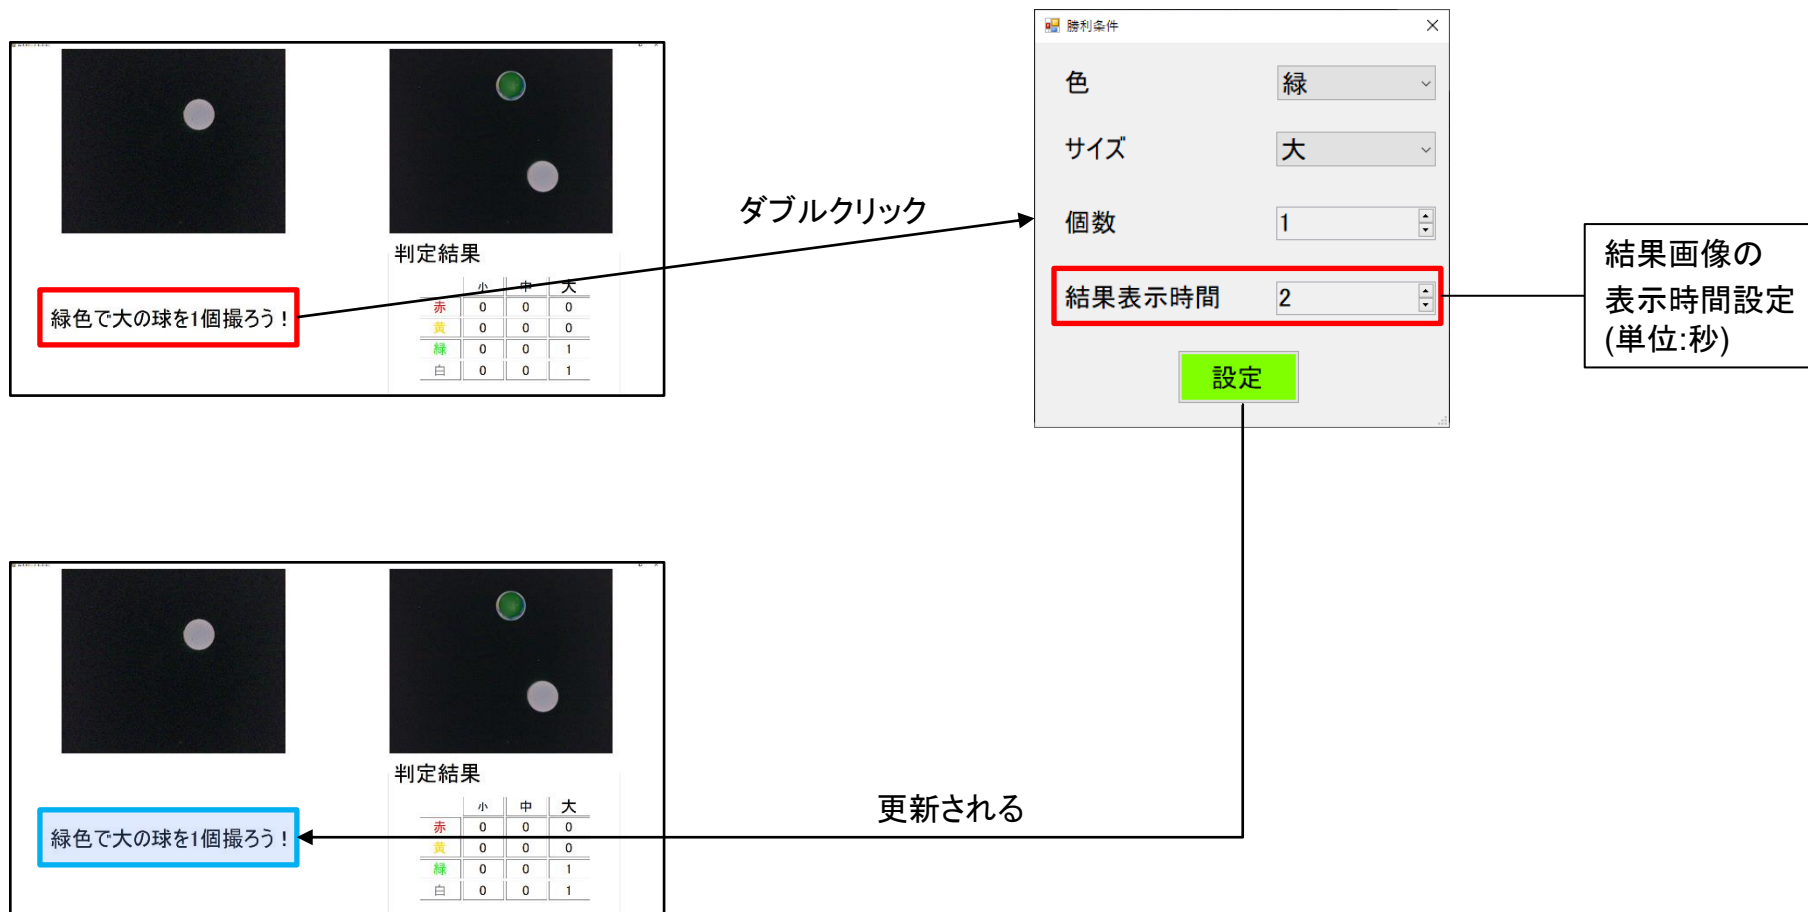 判定結果
小 中 大
赤 0 0 0
黄 0 0 0
緑 0 0 1
白 0 0 1
緑色で大の球を1個撮ろう！
ダブルクリック
勝利条件
色 緑
サイズ 大
個数 1
結果表示時間 2
設定
結果画像の
表示時間設定
(単位:秒)
判定結果
小 中 大
赤 0 0 0
黄 0 0 0
緑 0 0 1
白 0 0 1
緑色で大の球を1個撮ろう！
更新される